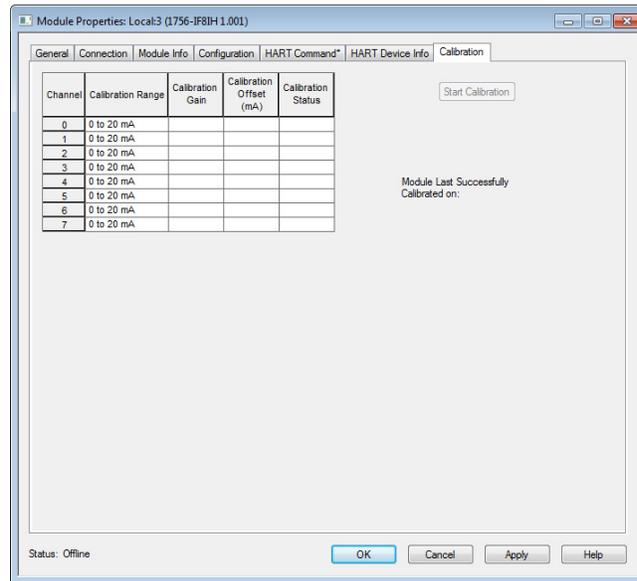 Module Properties: Local:3 (1756-IF8IH 1.001)
General Connection Module Info Configuration HART Command* HART Device Info Calibration
Channel Calibration Range Calibration Gain Calibration Offset (mA) Calibration Status
Start Calibration
0 0 to 20 mA
1 0 to 20 mA
2 0 to 20 mA
3 0 to 20 mA
4 0 to 20 mA
5 0 to 20 mA
6 0 to 20 mA
7 0 to 20 mA
Module Last Successfully
Calibrated on:
Status: Offline
OK Cancel Apply Help